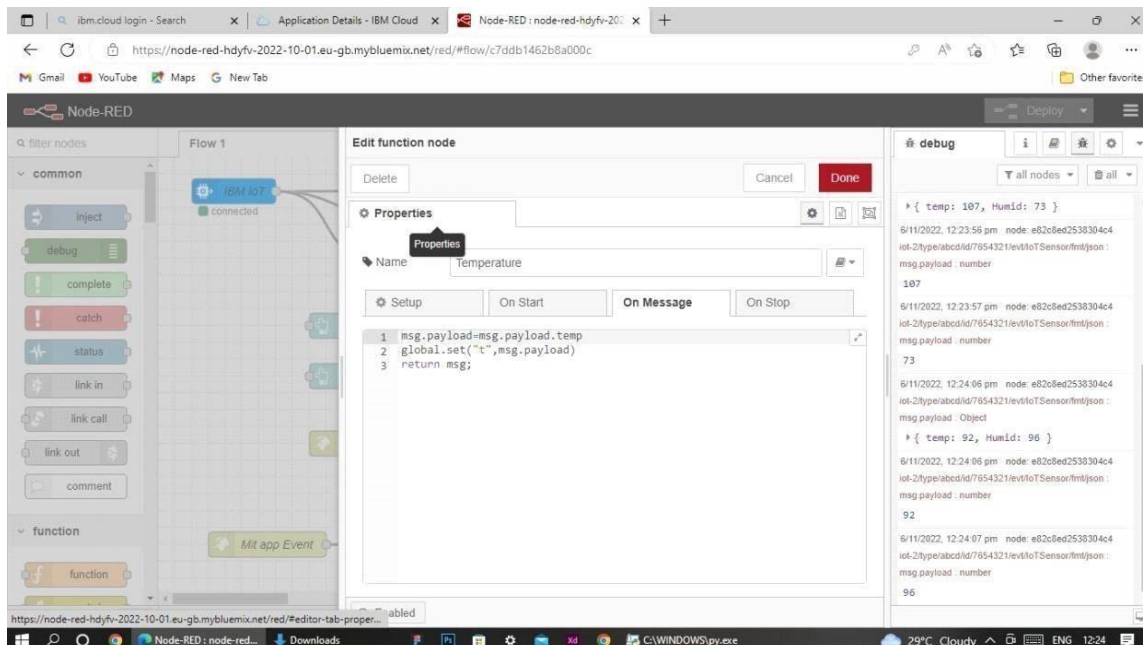 ibm.cloud login - Search
Application Details - IBM Cloud
Node-RED : node-red-hdyfv-202
https://node-red-hdyfv-2022-10-01.eu-gb.mybluemix.net/red/#flow/c7ddb1462b8a000c
Gmail YouTube Maps New Tab Other favorite
Node-RED Deploy
filter nodes
common
inject
debug
complete
catch
status
link in
link call
link out
comment
function
function
Flow 1
IBM IoT
connected
Mit app Event
Edit function node
Delete Cancel Done
Properties
Properties
Name Temperature
Setup On Start On Message On Stop
1 msg.payload=msg.payload.temp
2 global.set("t",msg.payload)
3 return msg;
debug
all nodes all
{ temp: 107, Humid: 73 }
6/11/2022, 12:23:56 pm node: e82c8ed2538304c4
iot-2/type/abcd/id/7654321/evt/IoTSensor/fmt/json :
msg.payload : number
107
6/11/2022, 12:23:57 pm node: e82c8ed2538304c4
iot-2/type/abcd/id/7654321/evt/IoTSensor/fmt/json :
msg.payload : number
73
6/11/2022, 12:24:06 pm node: e82c8ed2538304c4
iot-2/type/abcd/id/7654321/evt/IoTSensor/fmt/json :
msg.payload : Object
{ temp: 92, Humid: 96 }
6/11/2022, 12:24:06 pm node: e82c8ed2538304c4
iot-2/type/abcd/id/7654321/evt/IoTSensor/fmt/json :
msg.payload : number
92
6/11/2022, 12:24:07 pm node: e82c8ed2538304c4
iot-2/type/abcd/id/7654321/evt/IoTSensor/fmt/json :
msg.payload : number
96
https://node-red-hdyfv-2022-10-01.eu-gb.mybluemix.net/red/#editor-tab-proper...
Node-RED : node-red... Downloads C:\WINDOWS\py.exe 29°C Cloudy ENG 12:24